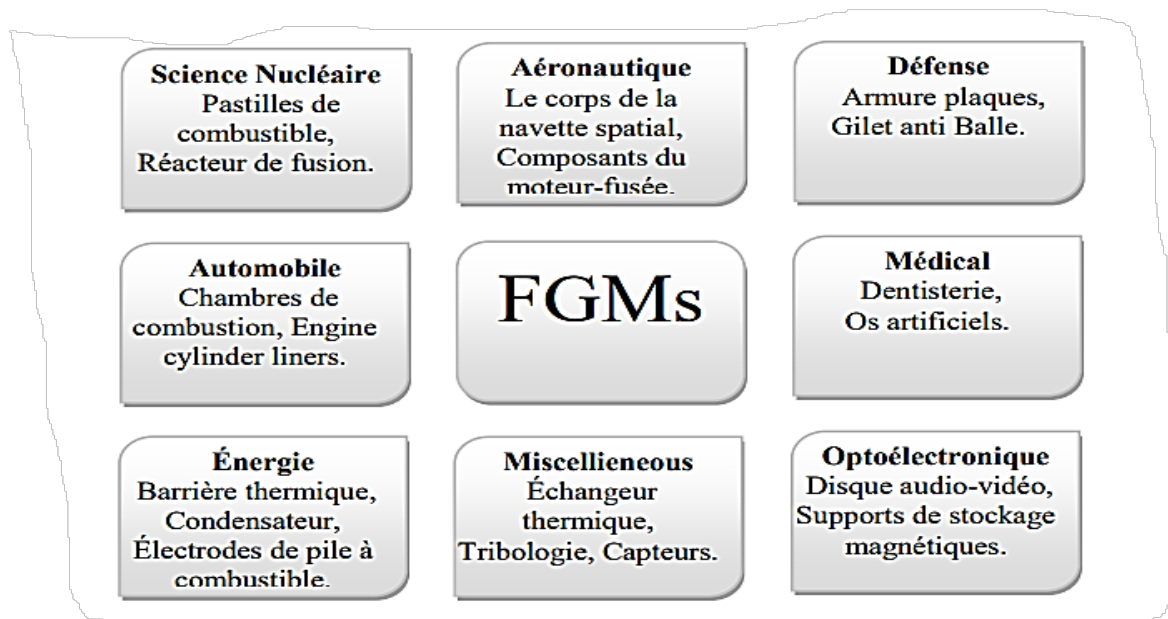 Science Nucléaire
Pastilles de
combustible,
Réacteur de fusion.
Aéronautique
Le corps de la
navette spatial,
Composants du
moteur-fusée.
Défense
Armure plaques,
Gilet anti Balle.
Automobile
Chambres de
combustion, Engine
cylinder liners.
FGMs
Médical
Dentisterie,
Os artificiels.
Énergie
Barrière thermique,
Condensateur,
Électrodes de pile à
combustible.
Miscellieneous
Échangeur
thermique,
Tribologie, Capteurs.
Optoélectronique
Disque audio-vidéo,
Supports de stockage
magnétiques.